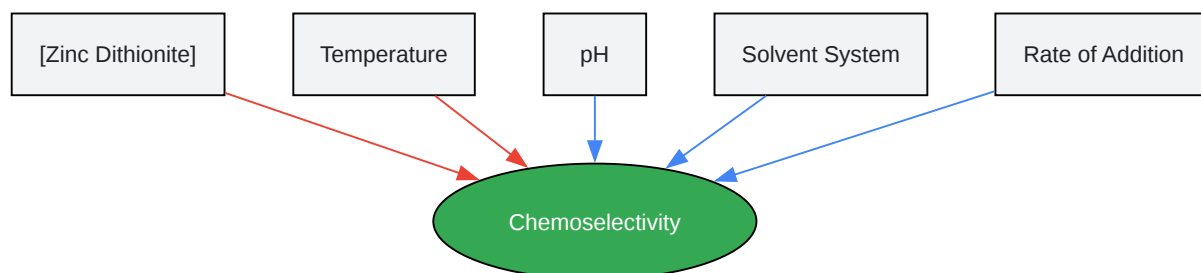 [Zinc Dithionite]
Temperature
pH
Solvent System
Rate of Addition
Chemoselectivity